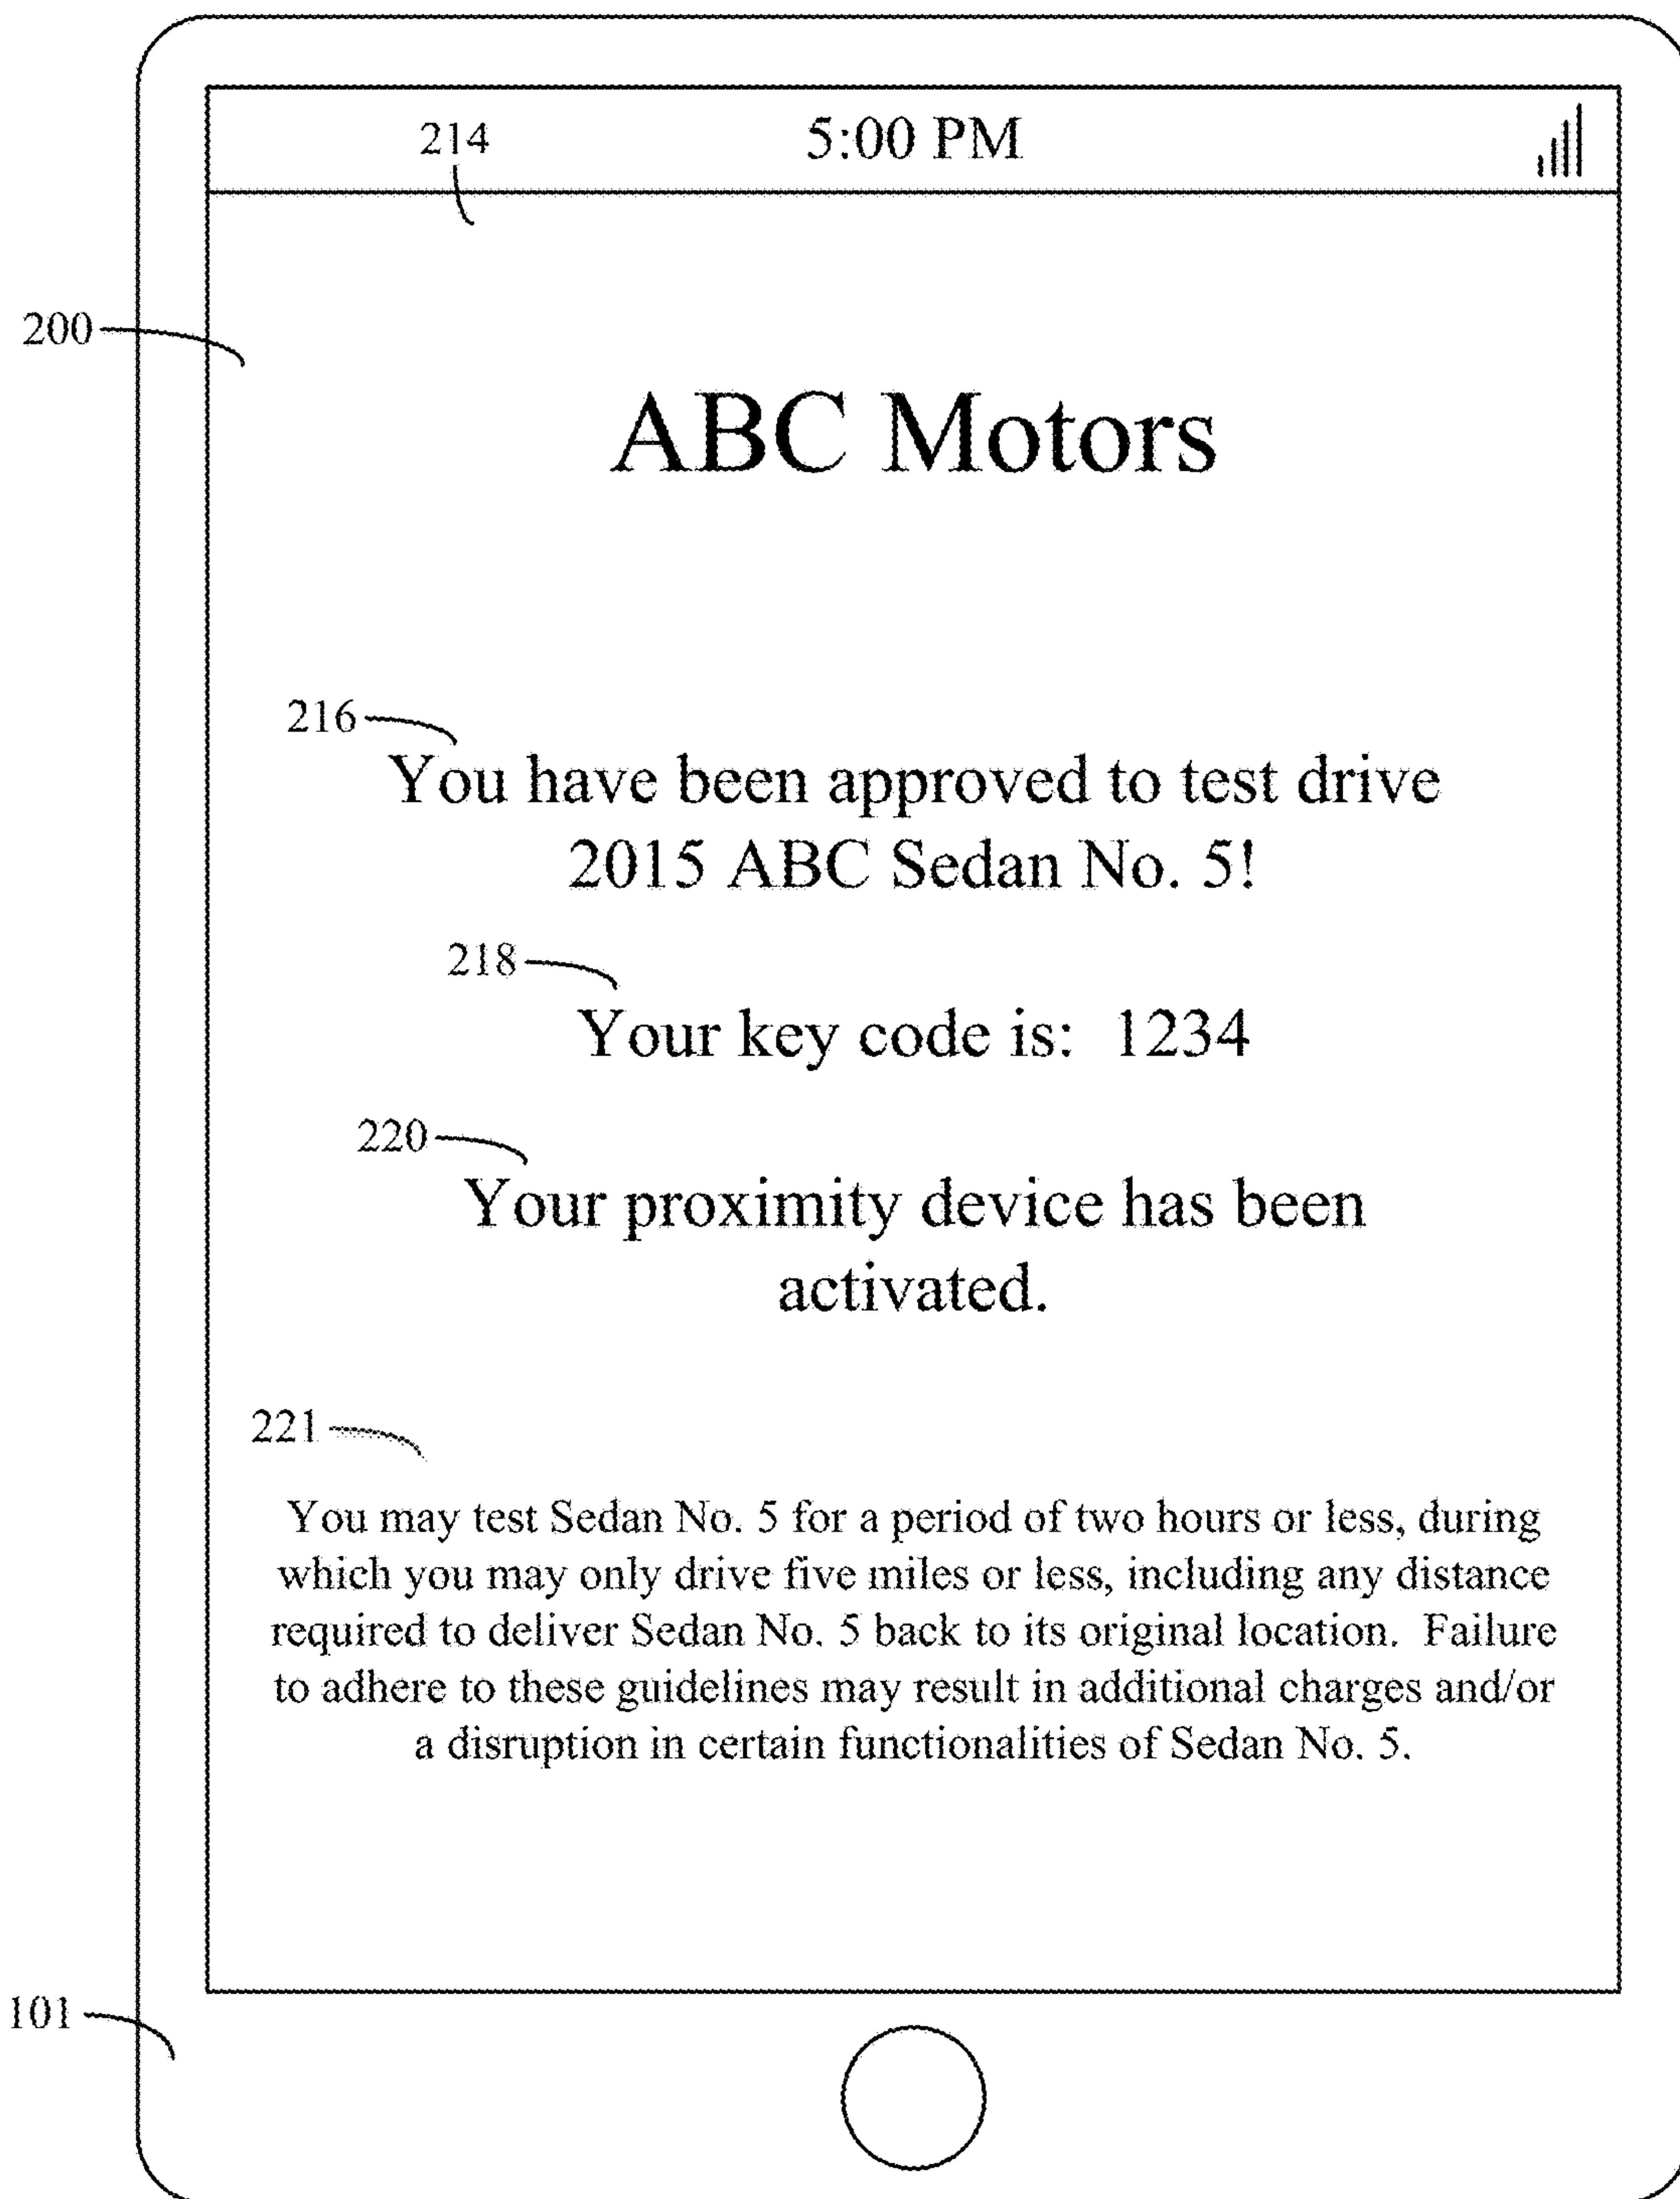 214
5:00 PM
200
ABC Motors
216
You have been approved to test drive
2015 ABC Sedan No. 5!
218
Your key code is: 1234
220
Your proximity device has been
activated.
221
You may test Sedan No. 5 for a period of two hours or less, during
which you may only drive five miles or less, including any distance
required to deliver Sedan No. 5 back to its original location. Failure
to adhere to these guidelines may result in additional charges and/or
a disruption in certain functionalities of Sedan No. 5.
101